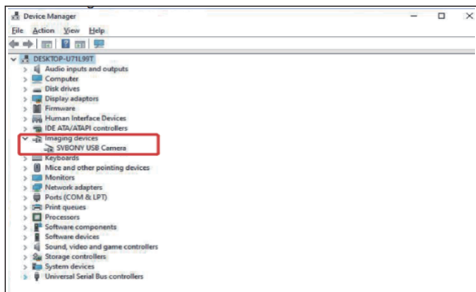 Device Manager
File Action View Help
DESKTOP-U71L99T
Audio inputs and outputs
Computer
Disk drives
Display adaptors
Firmware
Human Interface Devices
IDE ATA/ATAPI controllers
Imaging devices
SVBONY USB Camera
Keyboards
Mice and other pointing devices
Monitors
Network adapters
Ports (COM & LPT)
Print queues
Processors
Software components
Software devices
Sound, video and game controllers
Storage controllers
System devices
Universal Serial Bus controllers